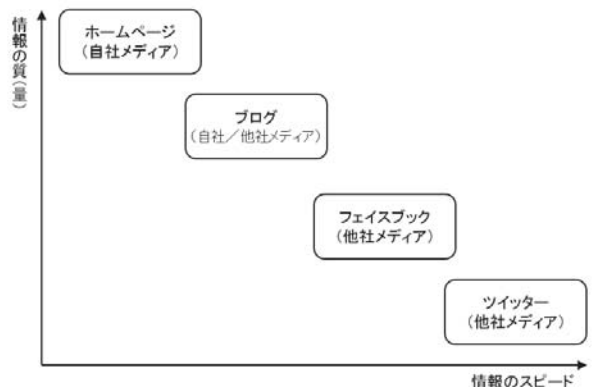 情報の質(量)
ホームページ
(自社メディア)
ブログ
(自社／他社メディア)
フェイスブック
(他社メディア)
ツイッター
(他社メディア)
情報のスピード